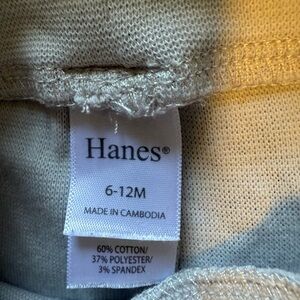 Hanes®
6-12M
MADE IN CAMBODIA
60% COTTON/
37% POLYESTER/
3% SPANDEX